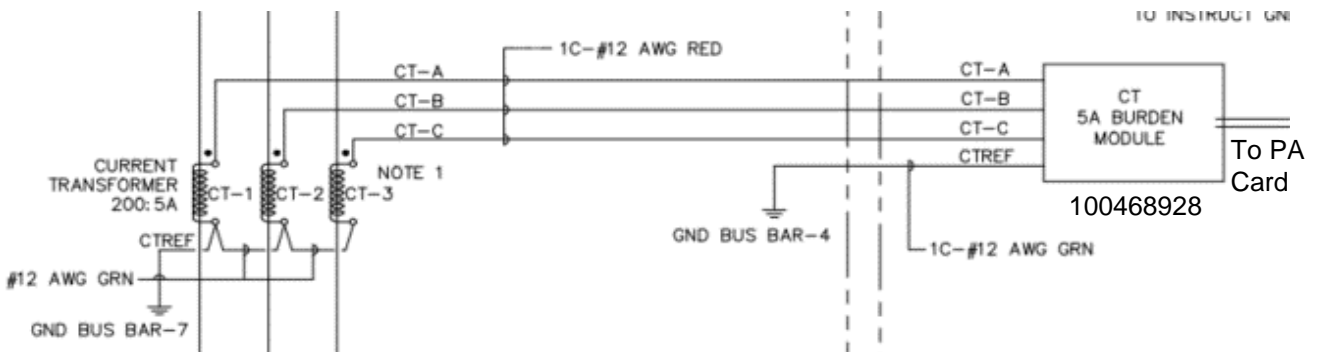 TO INSTRUCT GN
1C-#12 AWG RED
CT-A
CT-B
CT-C
CT-A
CT-B
CT-C
CTREF
CT
5A BURDEN
MODULE
To PA
Card
100468928
CURRENT
TRANSFORMER
200:5A
CT-1
CT-2
CT-3
NOTE 1
CTREF
GND BUS BAR-4
1C-#12 AWG GRN
#12 AWG GRN
GND BUS BAR-7